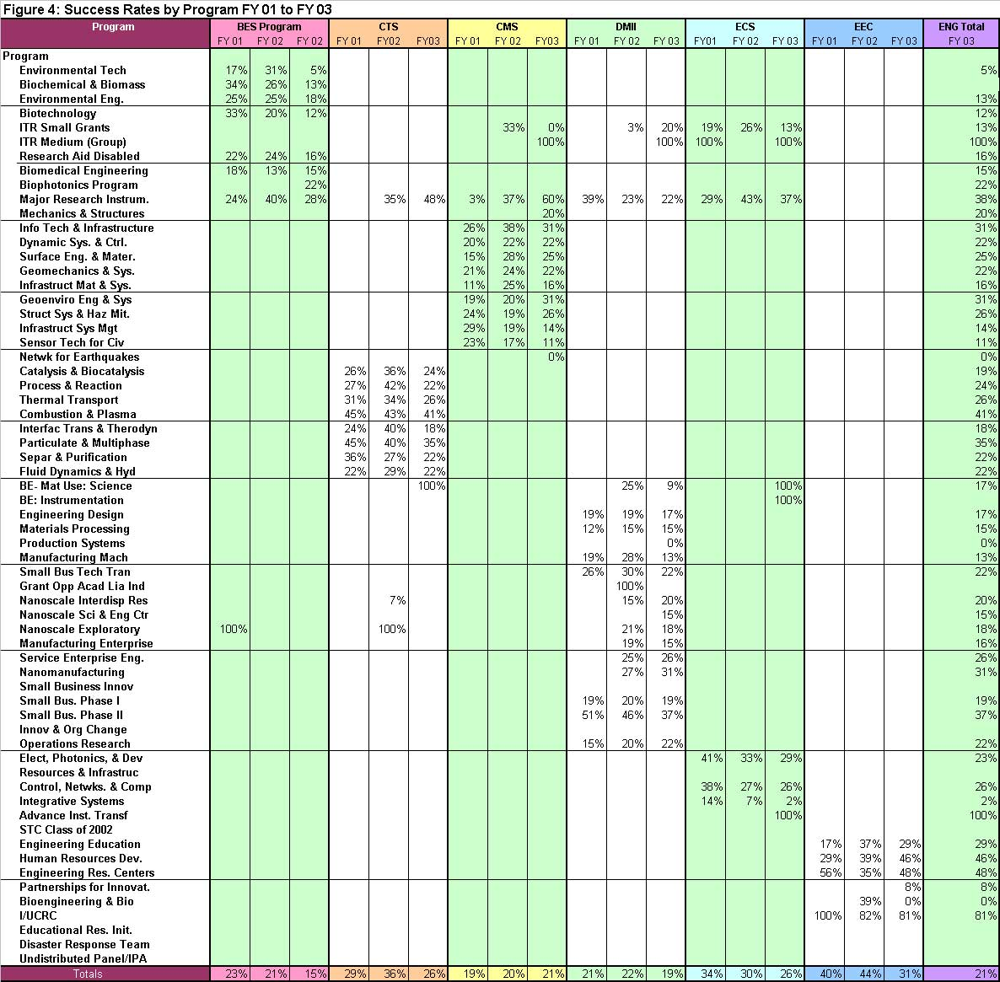 Figure 4: Success Rates by Program FY 01 to FY 03
Program BES Program CTS CMS DMII ECS EEC ENG Total
FY 01 FY 02 FY 02 FY 01 FY02 FY03 FY 01 FY 02 FY03 FY 01 FY 02 FY 03 FY01 FY 02 FY 03 FY 01 FY 02 FY 03 FY 03
Program
Environmental Tech 17% 31% 5% 5%
Biochemical & Biomass 34% 26% 13%
Environmental Eng. 25% 25% 18% 13%
Biotechnology 33% 20% 12% 12%
ITR Small Grants 33% 0% 3% 20% 19% 26% 13% 13%
ITR Medium (Group) 100% 100% 100% 100% 100%
Research Aid Disabled 22% 24% 16% 16%
Biomedical Engineering 18% 13% 15% 15%
Biophotonics Program 22% 22%
Major Research Instrum. 24% 40% 28% 35% 48% 3% 37% 60% 39% 23% 22% 29% 43% 37% 38%
Mechanics & Structures 20% 20%
Info Tech & Infrastructure 26% 38% 31% 31%
Dynamic Sys. & Ctrl. 20% 22% 22% 22%
Surface Eng. & Mater. 15% 28% 25% 25%
Geomechanics & Sys. 21% 24% 22% 22%
Infrastruct Mat & Sys. 11% 25% 16% 16%
Geoenviro Eng & Sys 19% 20% 31% 31%
Struct Sys & Haz Mit. 24% 19% 26% 26%
Infrastruct Sys Mgt 29% 19% 14% 14%
Sensor Tech for Civ 23% 17% 11% 11%
Netwk for Earthquakes 0% 0%
Catalysis & Biocatalysis 26% 36% 24% 19%
Process & Reaction 27% 42% 22% 24%
Thermal Transport 31% 34% 26% 26%
Combustion & Plasma 45% 43% 41% 41%
Interfac Trans & Therodyn 24% 40% 18% 18%
Particulate & Multiphase 45% 40% 35% 35%
Separ & Purification 36% 27% 22% 22%
Fluid Dynamics & Hyd 22% 29% 22% 22%
BE- Mat Use: Science 100% 25% 9% 100% 17%
BE: Instrumentation 100%
Engineering Design 19% 19% 17% 17%
Materials Processing 12% 15% 15% 15%
Production Systems 0% 0%
Manufacturing Mach 19% 28% 13% 13%
Small Bus Tech Tran 26% 30% 22% 22%
Grant Opp Acad Lia Ind 100%
Nanoscale Interdisp Res 7% 15% 20% 20%
Nanoscale Sci & Eng Ctr 15% 15%
Nanoscale Exploratory 100% 100% 21% 18% 18%
Manufacturing Enterprise 19% 15% 16%
Service Enterprise Eng. 25% 26% 26%
Nanomanufacturing 27% 31% 31%
Small Business Innov
Small Bus. Phase I 19% 20% 19% 19%
Small Bus. Phase II 51% 46% 37% 37%
Innov & Org Change
Operations Research 15% 20% 22% 22%
Elect, Photonics, & Dev 41% 33% 29% 23%
Resources & Infrastruc
Control, Netwks. & Comp 38% 27% 26% 26%
Integrative Systems 14% 7% 2% 2%
Advance Inst. Transf 100% 100%
STC Class of 2002
Engineering Education 17% 37% 29% 29%
Human Resources Dev. 29% 39% 46% 46%
Engineering Res. Centers 56% 35% 48% 48%
Partnerships for Innovat. 8% 8%
Bioengineering & Bio 39% 0% 0%
I/UCRC 100% 82% 81% 81%
Educational Res. Init.
Disaster Response Team
Undistributed Panel/IPA
Totals 23% 21% 15% 29% 36% 26% 19% 20% 21% 21% 22% 19% 34% 30% 26% 40% 44% 31% 21%